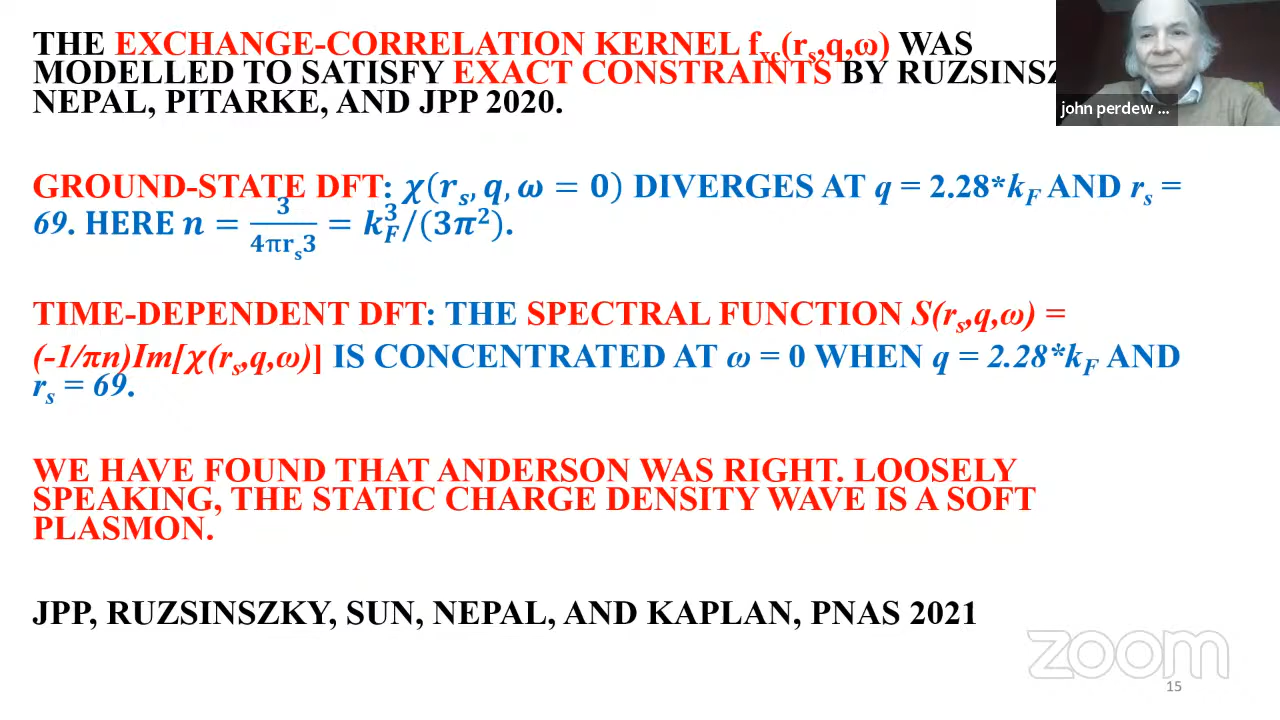 THE EXCHANGE-CORRELATION KERNEL fxc(rs,q,ω) WAS
MODELLED TO SATISFY EXACT CONSTRAINTS BY
NEPAL, PITARKE, AND JPP 2020.
john perdew ...
GROUND-STATE DFT: χ(rs, q, ω = 0) DIVERGES AT q = 2.28*kF AND rs =
69. HERE n = 3/4πrs3 = kF^3/(3π^2).
TIME-DEPENDENT DFT: THE SPECTRAL FUNCTION S(rs,q,ω) =
(-1/πn)Im[χ(rs,q,ω)] IS CONCENTRATED AT ω = 0 WHEN q = 2.28*kF AND
rs = 69.
WE HAVE FOUND THAT ANDERSON WAS RIGHT. LOOSELY
SPEAKING, THE STATIC CHARGE DENSITY WAVE IS A SOFT
PLASMON.
JPP, RUZSINSZKY, SUN, NEPAL, AND KAPLAN, PNAS 2021
zoom
15